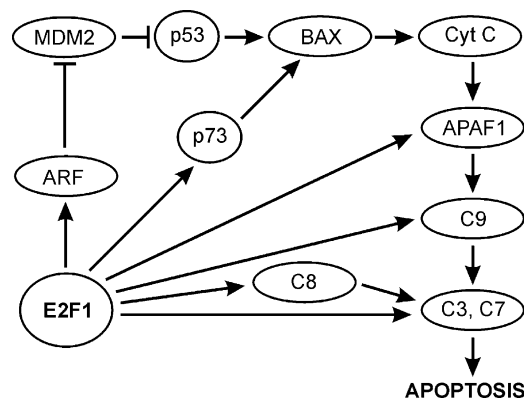 MDM2
p53
BAX
Cyt C
p73
APAF1
ARF
C9
C8
E2F1
C3, C7
APOPTOSIS